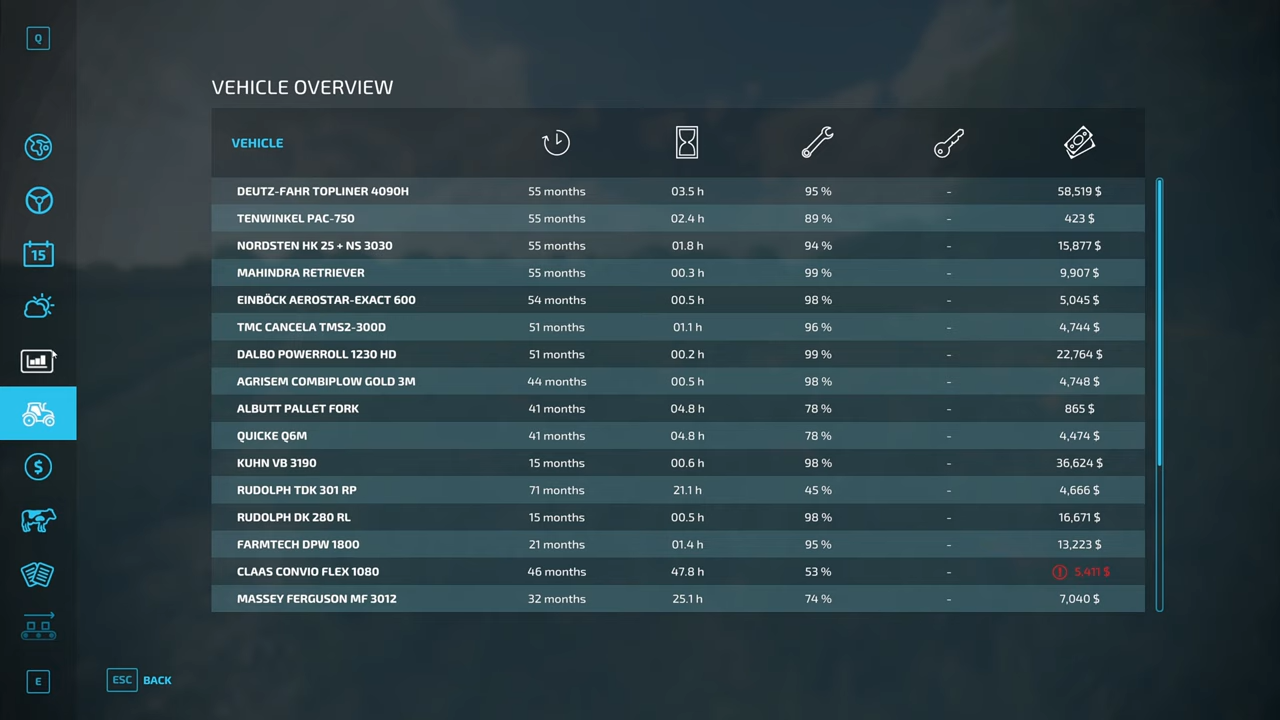 Q
VEHICLE OVERVIEW
VEHICLE
DEUTZ-FAHR TOPLINER 4090H 55 months 03.5 h 95 % - 58,519 $
TENWINKEL PAC-750 55 months 02.4 h 89 % - 423 $
NORDSTEN HK 25 + NS 3030 55 months 01.8 h 94 % - 15,877 $
MAHINDRA RETRIEVER 55 months 00.3 h 99 % - 9,907 $
EINBÖCK AEROSTAR-EXACT 600 54 months 00.5 h 98 % - 5,045 $
TMC CANCELA TMS2-300D 51 months 01.1 h 96 % - 4,744 $
DALBO POWERROLL 1230 HD 51 months 00.2 h 99 % - 22,764 $
AGRISEM COMBIPLOW GOLD 3M 44 months 00.5 h 98 % - 4,748 $
ALBUTT PALLET FORK 41 months 04.8 h 78 % - 865 $
QUICKE Q6M 41 months 04.8 h 78 % - 4,474 $
KUHN VB 3190 15 months 00.6 h 98 % - 36,624 $
RUDOLPH TDK 301 RP 71 months 21.1 h 45 % - 4,666 $
RUDOLPH DK 280 RL 15 months 00.5 h 98 % - 16,671 $
FARMTECH DPW 1800 21 months 01.4 h 95 % - 13,223 $
CLAAS CONVIO FLEX 1080 46 months 47.8 h 53 % - 5,411 $
MASSEY FERGUSON MF 3012 32 months 25.1 h 74 % - 7,040 $
15
$
E
ESC BACK